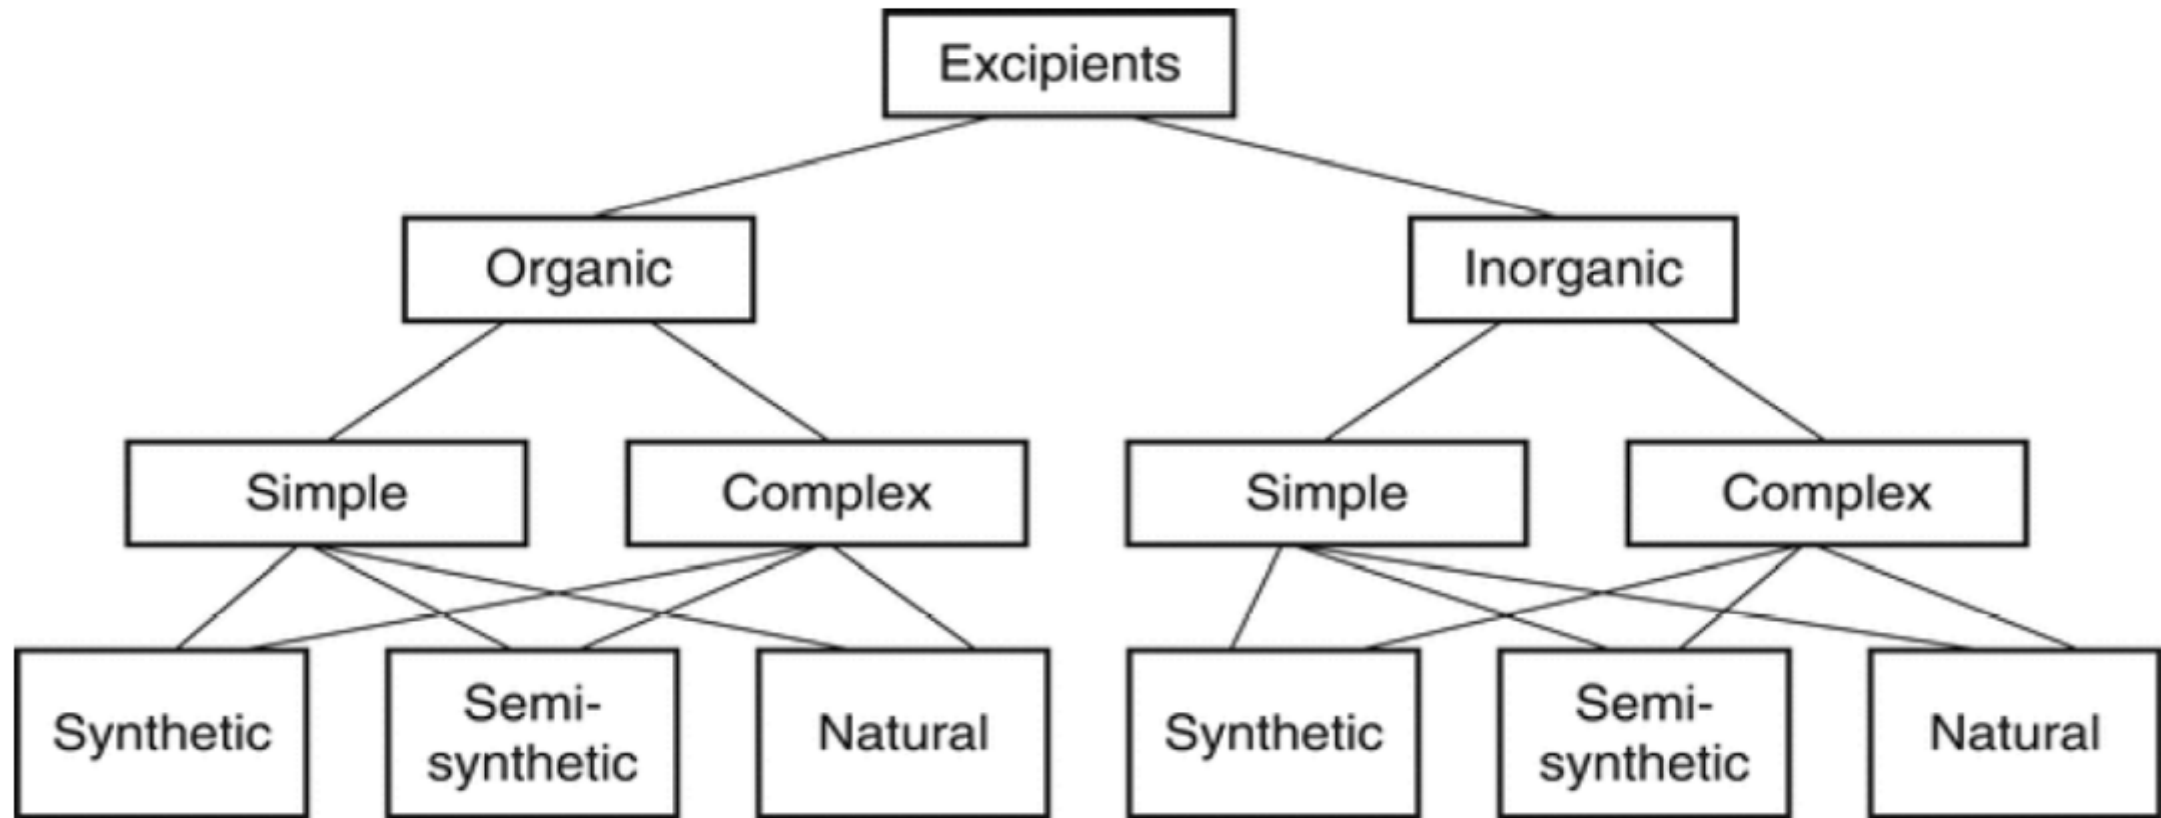 Excipients
Organic
Inorganic
Simple
Complex
Simple
Complex
Synthetic
Semi-
synthetic
Natural
Synthetic
Semi-
synthetic
Natural